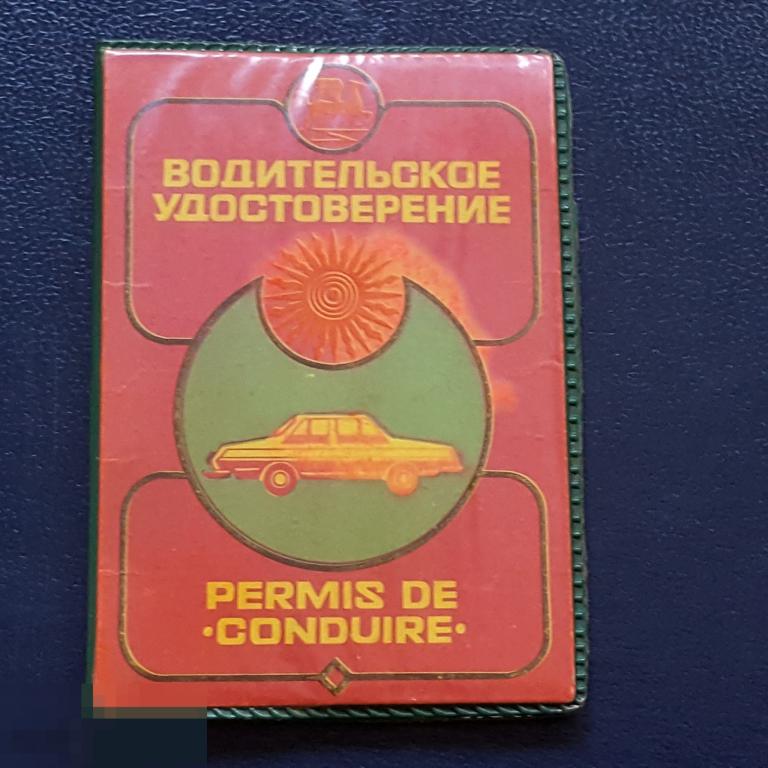 ВОДИТЕЛЬСКОЕ
УДОСТОВЕРЕНИЕ
PERMIS DE
·CONDUIRE·